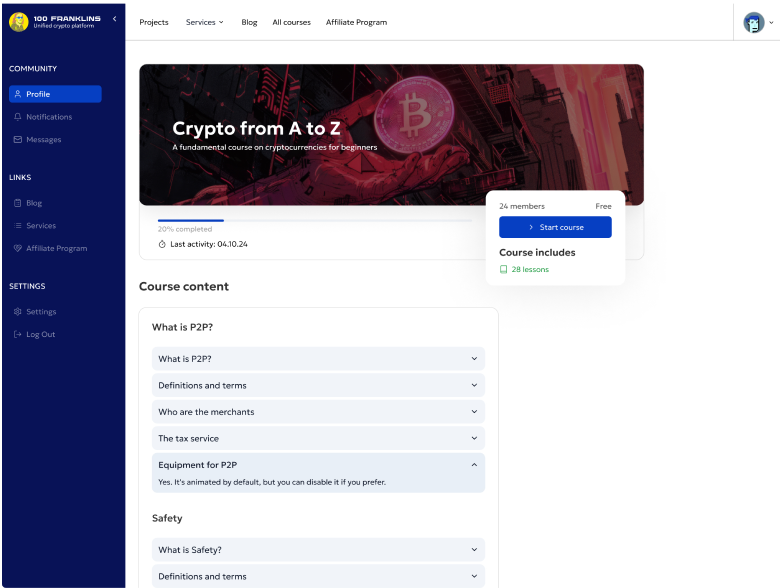 100 FRANKLINS
Unified crypto platform
Projects
Services
Blog
All courses
Affiliate Program
COMMUNITY
Profile
Notifications
Messages
LINKS
Blog
Services
Affiliate Program
SETTINGS
Settings
Log Out
Crypto from A to Z
A fundamental course on cryptocurrencies for beginners
20% completed
Last activity: 04.10.24
24 members
Free
Start course
Course includes
28 lessons
Course content
What is P2P?
What is P2P?
Definitions and terms
Who are the merchants
The tax service
Equipment for P2P
Yes. It's animated by default, but you can disable it if you prefer.
Safety
What is Safety?
Definitions and terms